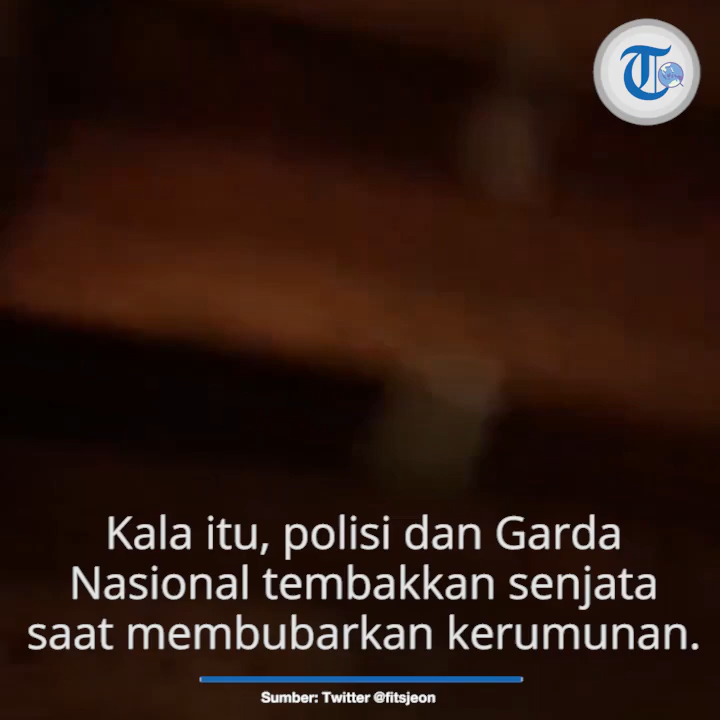 T
Kala itu, polisi dan Garda
Nasional tembakkan senjata
saat membubarkan kerumunan.
Sumber: Twitter @fitsjeon